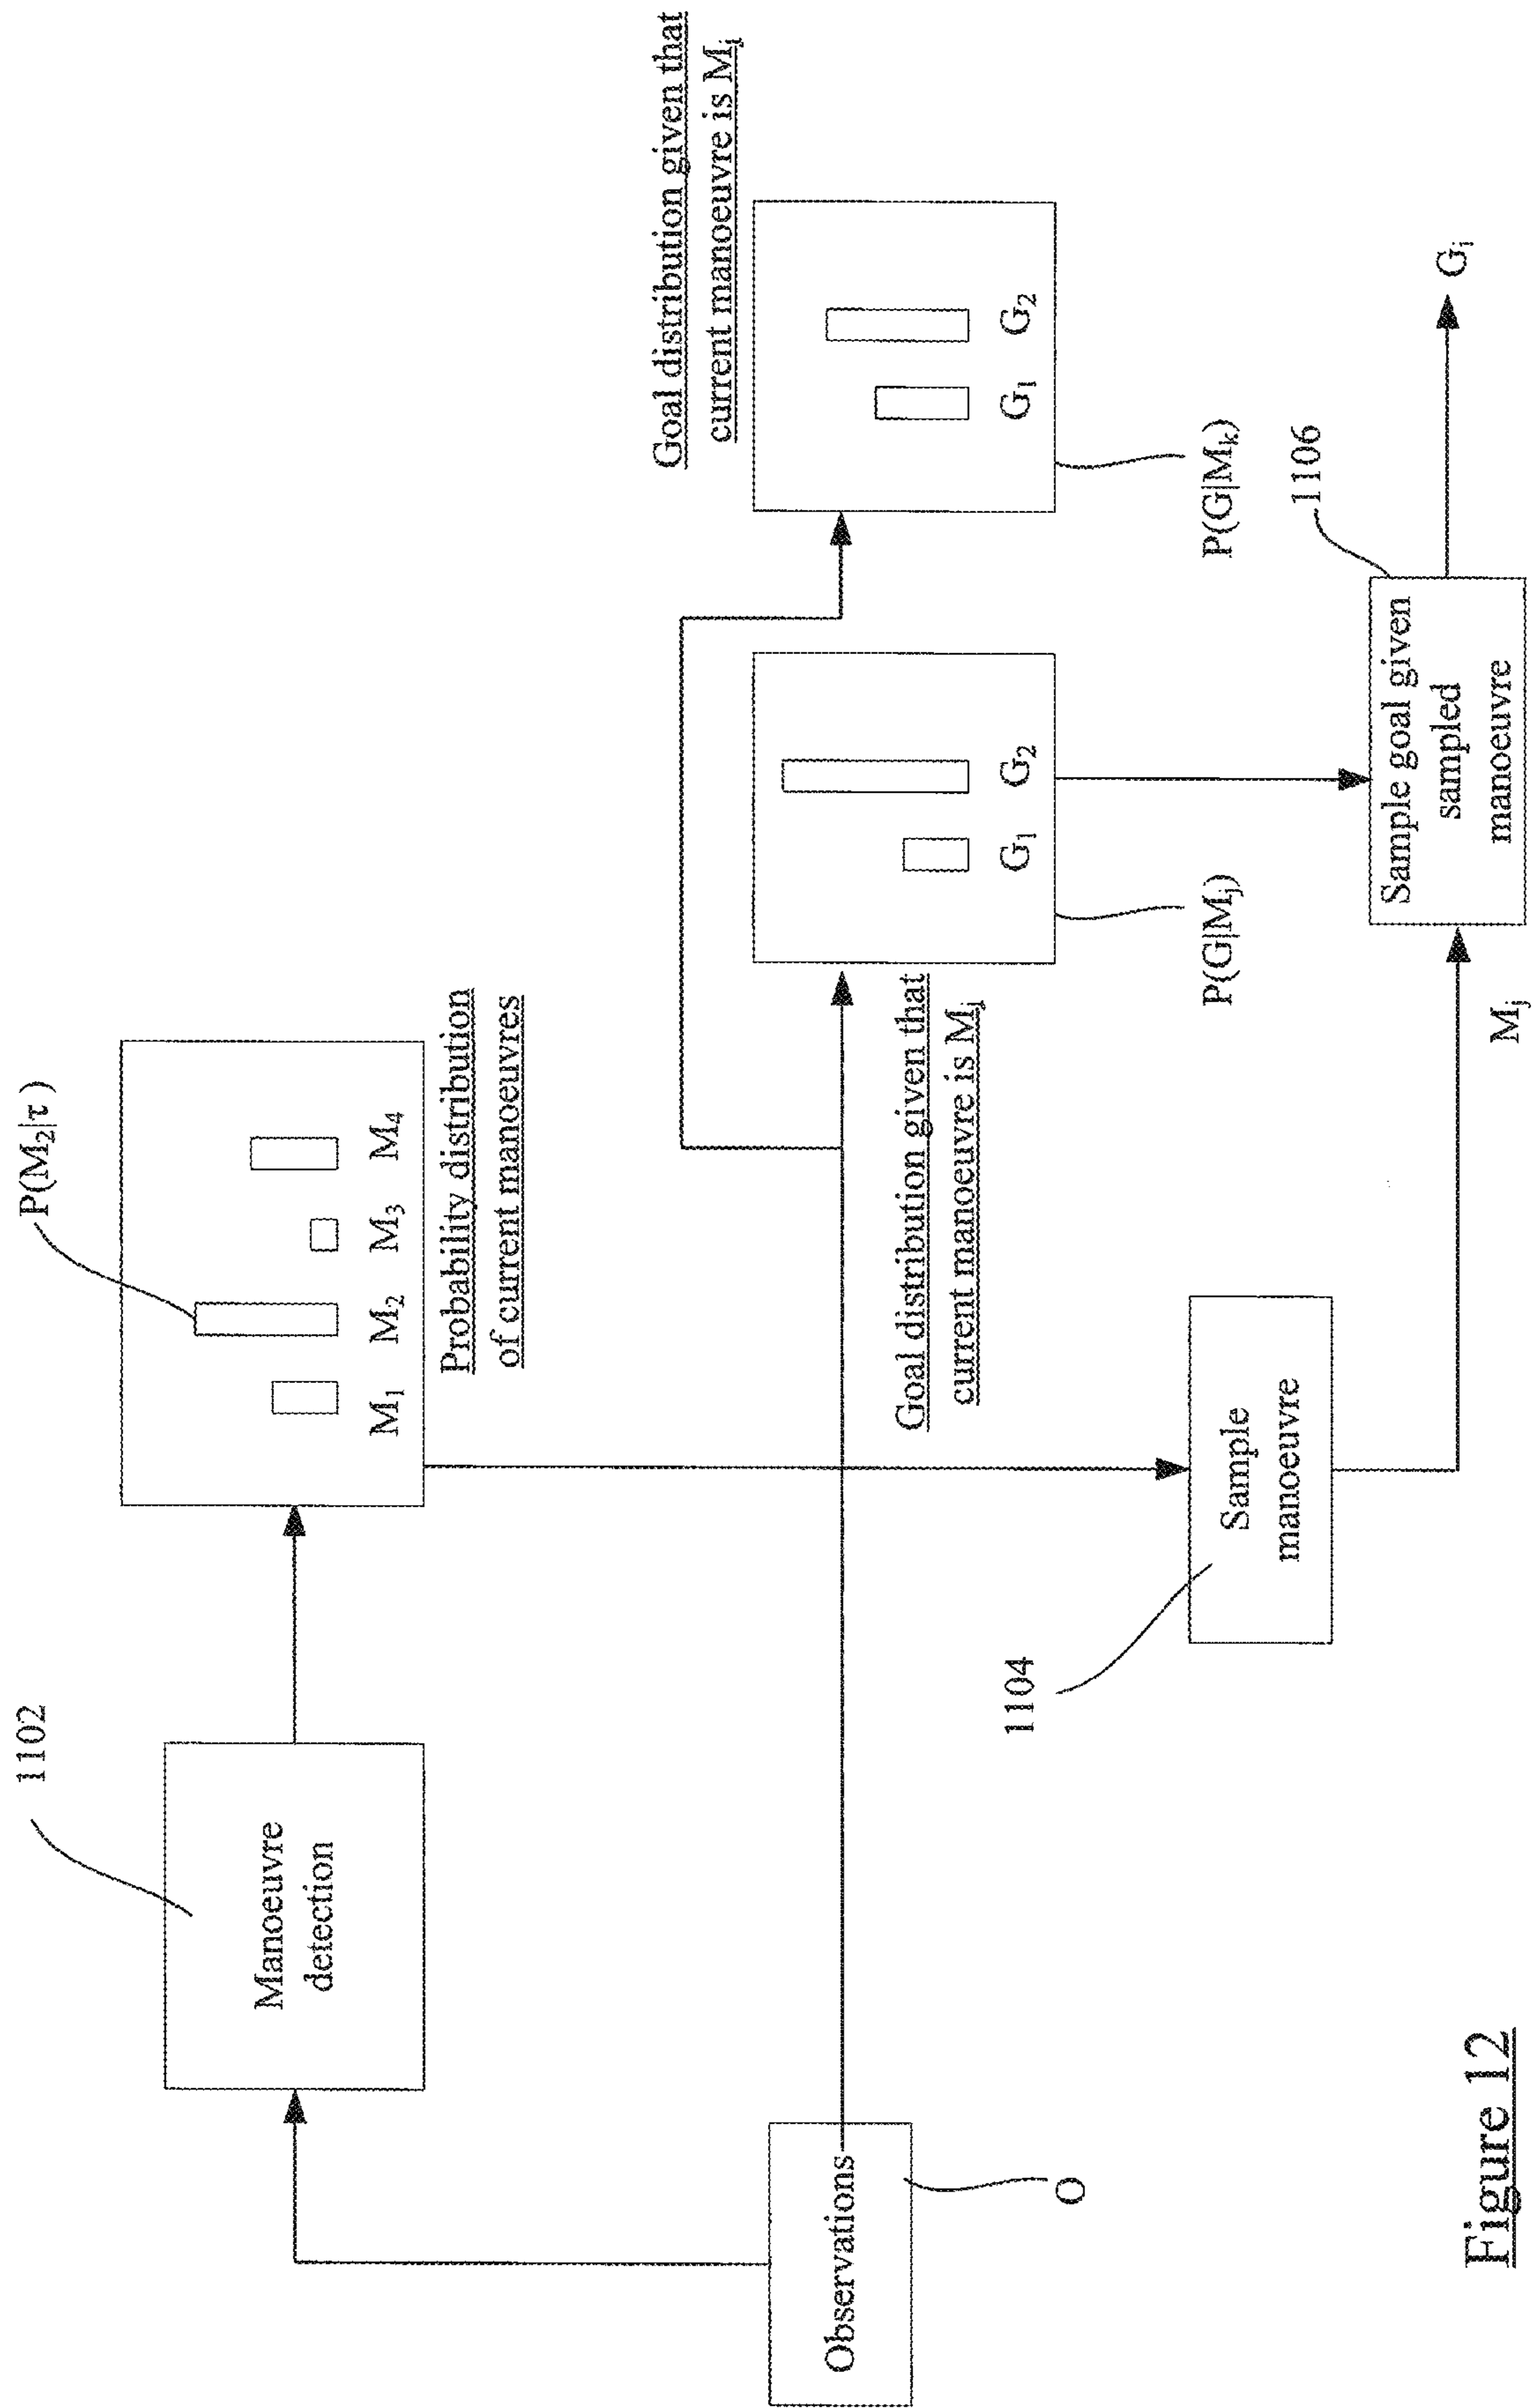 1102
Manoeuvre
detection
P(M₂|τ )
M₁ M₂ M₃ M₄
Probability distribution
of current manoeuvres
Observations
O
Goal distribution given that
current manoeuvre is Mⱼ
G₁ G₂
P(G|Mⱼ)
Goal distribution given that
current manoeuvre is Mⱼ
G₁ G₂
P(G|Mₖ)
1104
Sample
manoeuvre
Mⱼ
1106
Sample goal given
sampled
manoeuvre
Gᵢ
Figure 12